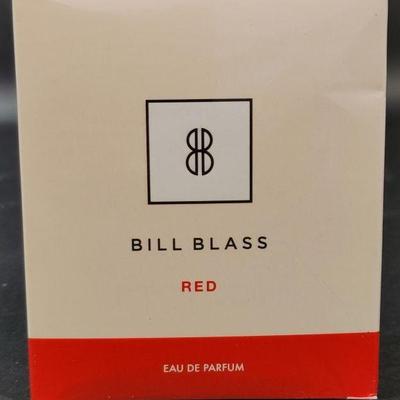 BILL BLASS
RED
EAU DE PARFUM